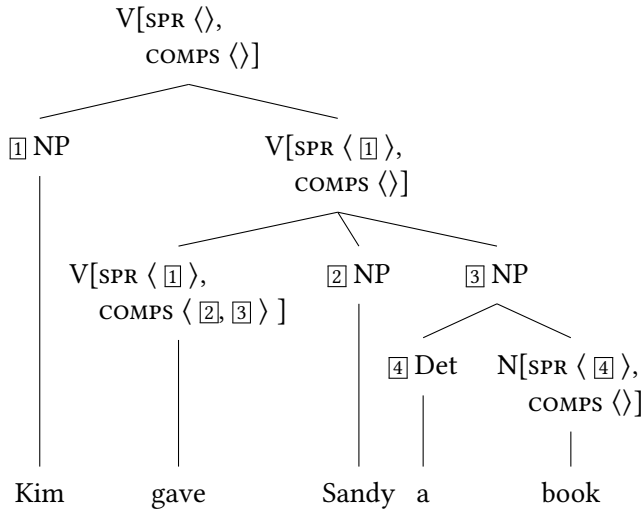 V[SPR ⟨⟩,
COMPS ⟨⟩]
1 NP
V[SPR ⟨ 1 ⟩,
COMPS ⟨⟩]
V[SPR ⟨ 1 ⟩,
COMPS ⟨ 2, 3 ⟩ ]
2 NP
3 NP
4 Det
N[SPR ⟨ 4 ⟩,
COMPS ⟨⟩]
Kim gave Sandy a book